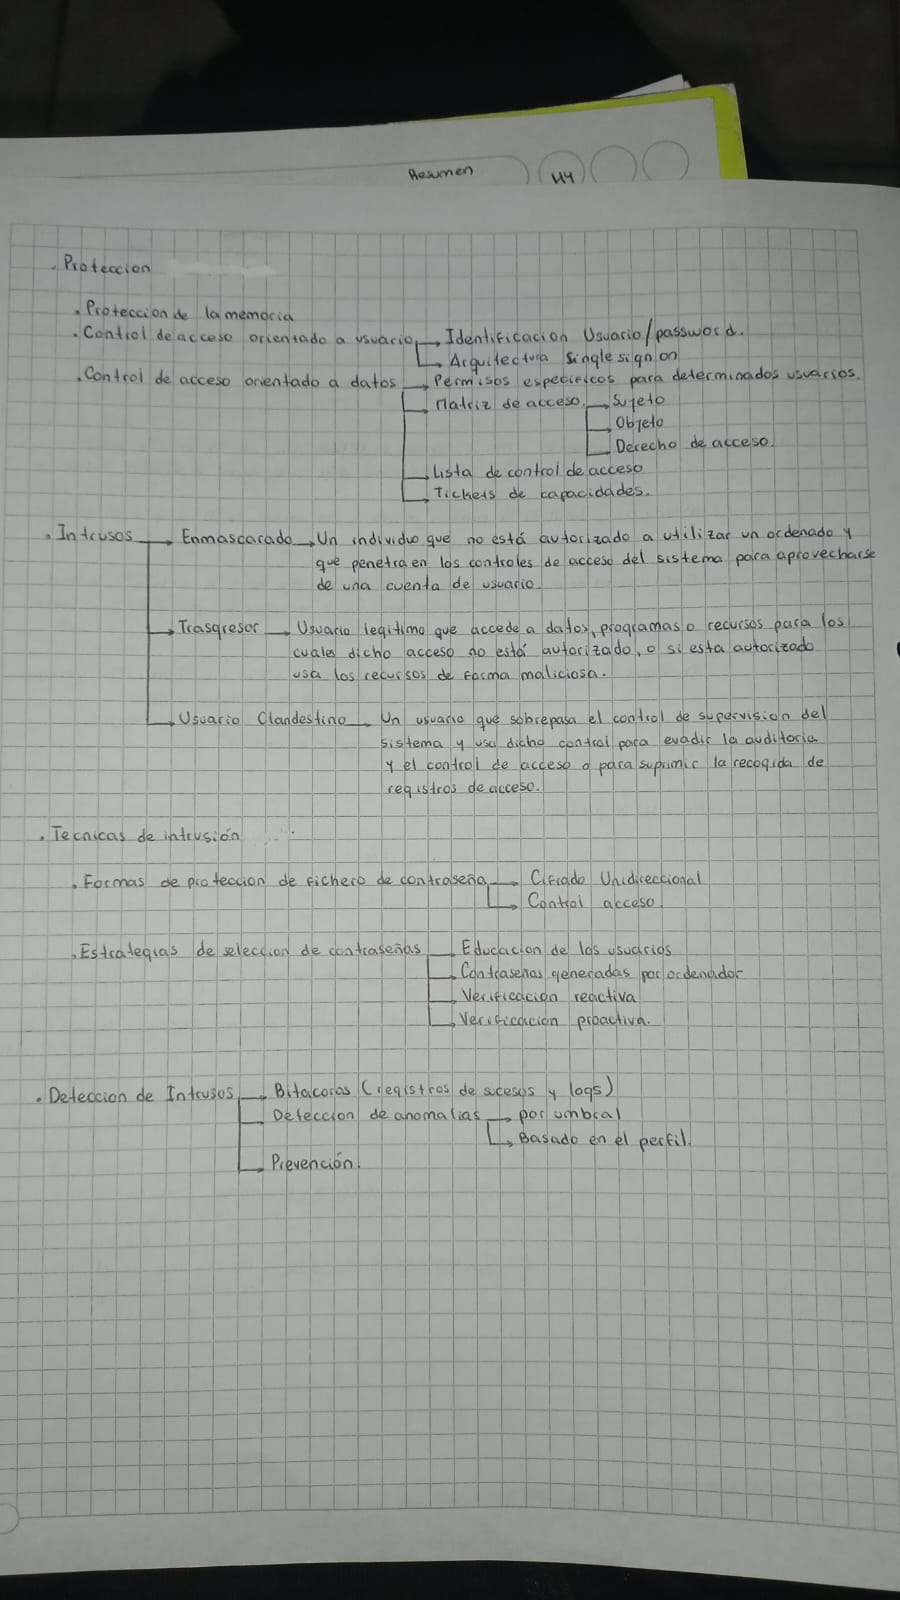 Resumen
44
. Proteccion
. Proteccion de la memoria
. Control de acceso orientado a usuario → Identificacion Usuario/password.
→ Arquitectura Single sign on
. Control de acceso orientado a datos → Permisos especificos para determinados usuarios.
→ Matriz de acceso. → Sujeto
→ Objeto
→ Derecho de acceso.
→ Lista de control de acceso
→ Tickets de capacidades.
. Intrusos → Enmascarado → Un individuo que no está autorizado a utilizar un ordenado y
que penetra en los controles de acceso del sistema para aprovecharse
de una cuenta de usuario.
→ Trasgresor → Usuario legitimo que accede a datos, programas o recursos para los
cuales dicho acceso no está autorizado, o si esta autorizado
usa los recursos de forma maliciosa.
→ Usuario Clandestino → Un usuario que sobrepasa el control de supervision del
sistema y usa dicho control para evadir la auditoria
y el control de acceso o para suprimir la recogida de
registros de acceso.
. Tecnicas de intrusión
. Formas de proteccion de fichero de contraseña → Cifrado Unidireccional
→ Control acceso.
. Estrategias de seleccion de contraseñas → Educacion de los usuarios
→ Contraseñas generadas por ordenador
→ Verificacion reactiva
→ Verificacion proactiva.
. Deteccion de Intrusos → Bitacoras (registros de sucesos y logs)
→ Deteccion de anomalias → por umbral
→ Basado en el perfil.
→ Prevención.